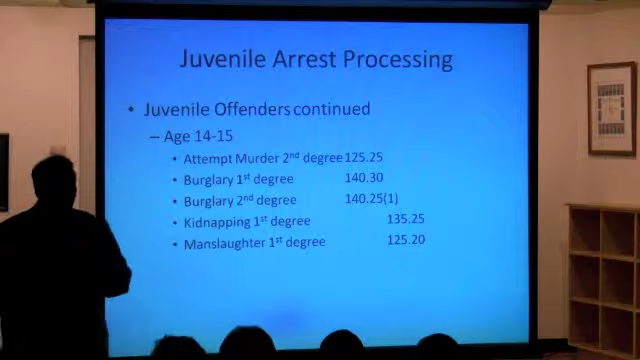 Juvenile Arrest Processing
• Juvenile Offenders continued
– Age 14-15
• Attempt Murder 2nd degree 125.25
• Burglary 1st degree 140.30
• Burglary 2nd degree 140.25(1)
• Kidnapping 1st degree 135.25
• Manslaughter 1st degree 125.20